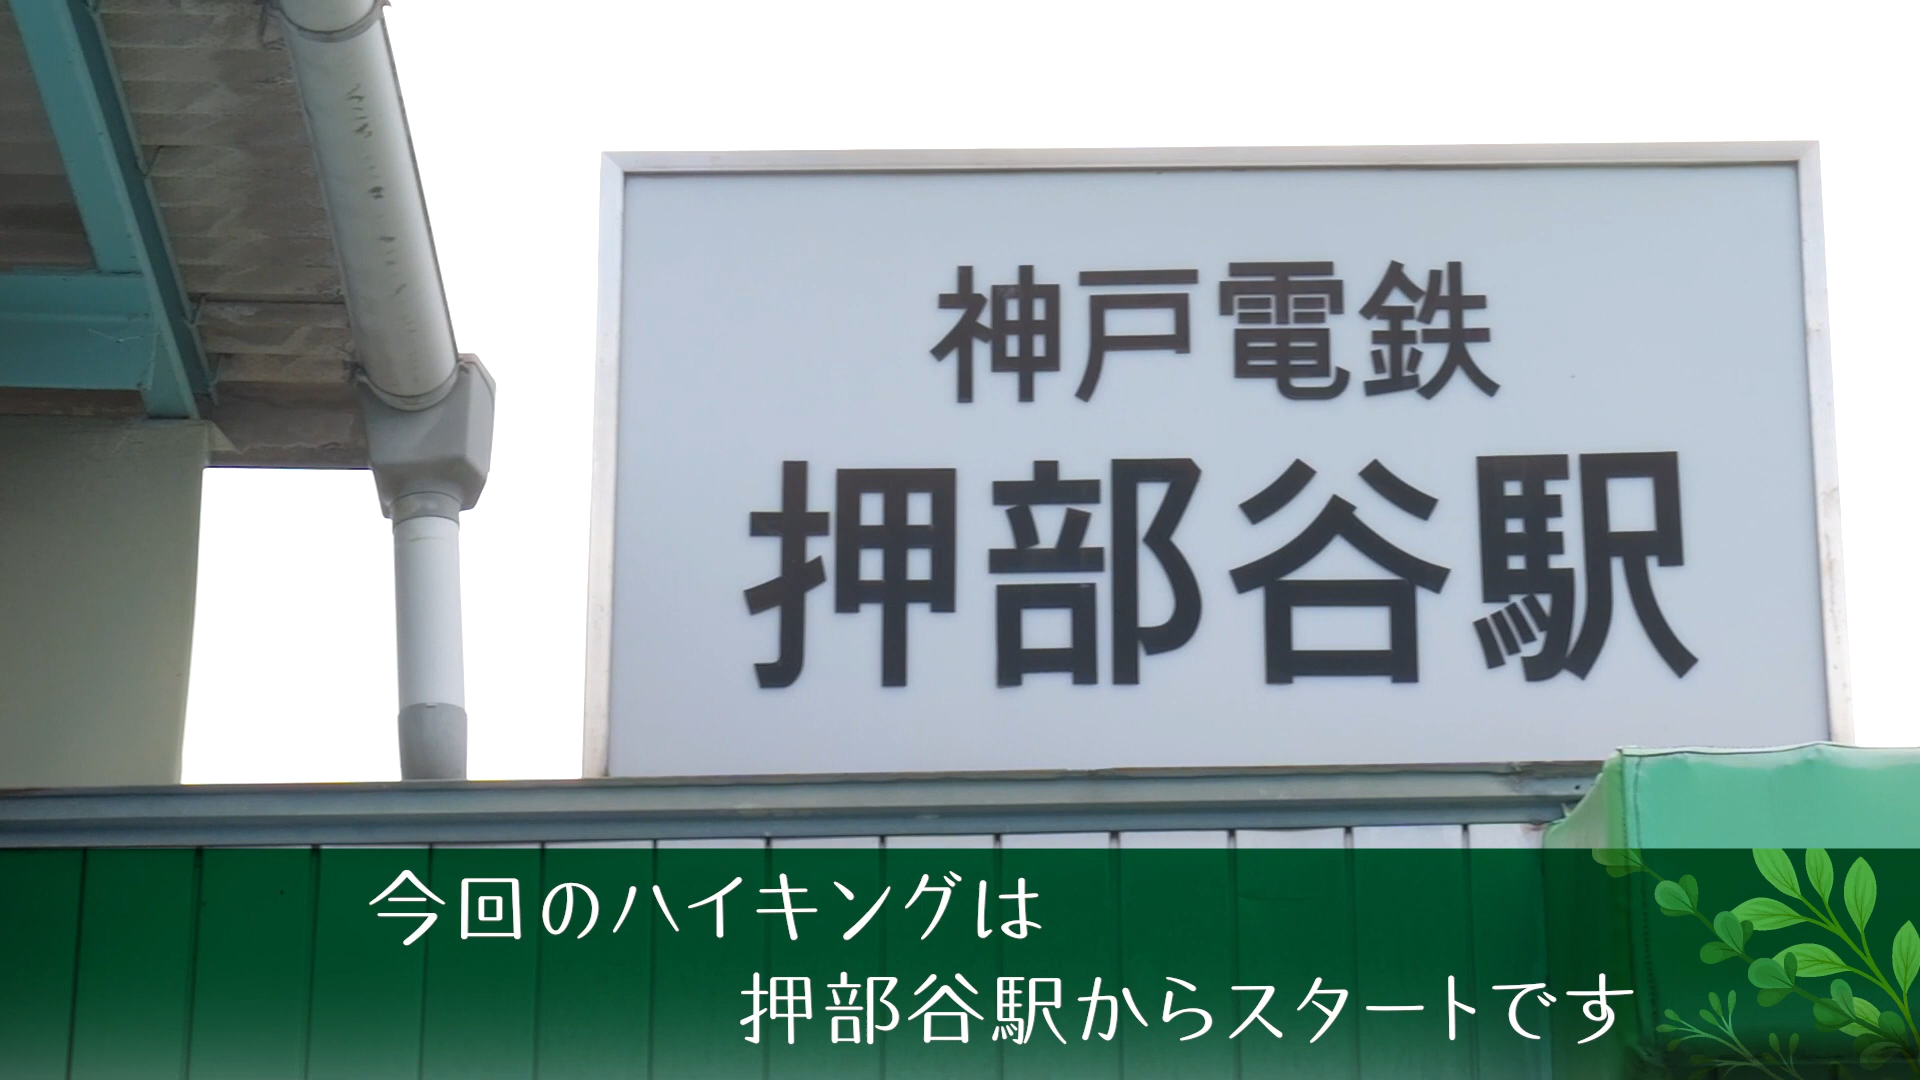 神戸電鉄
押部谷駅
今回のハイキングは
押部谷駅からスタートです